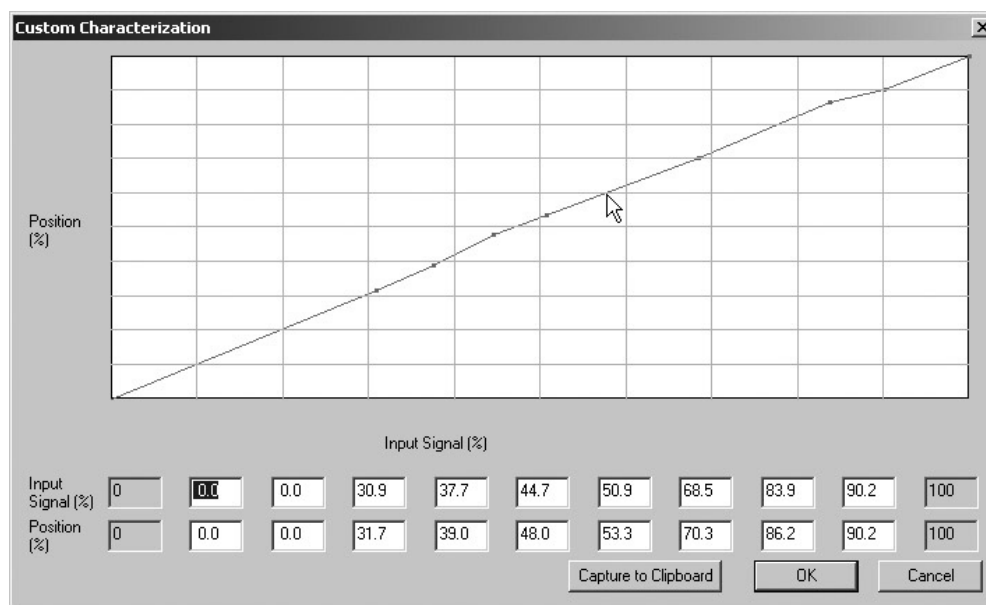 Custom Characterization
Position
(%)
Input Signal (%)
Input
Signal (%)
0 0.0 0.0 30.9 37.7 44.7 50.9 68.5 83.9 90.2 100
Position
(%)
0 0.0 0.0 31.7 39.0 48.0 53.3 70.3 86.2 90.2 100
Capture to Clipboard OK Cancel